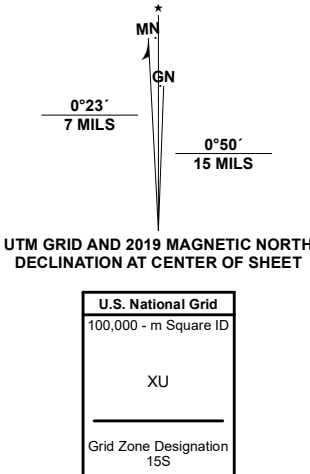 ★
MN
GN
0°23´
7 MILS
0°50´
15 MILS
UTM GRID AND 2019 MAGNETIC NORTH
DECLINATION AT CENTER OF SHEET
U.S. National Grid
100,000 - m Square ID
XU
Grid Zone Designation
15S